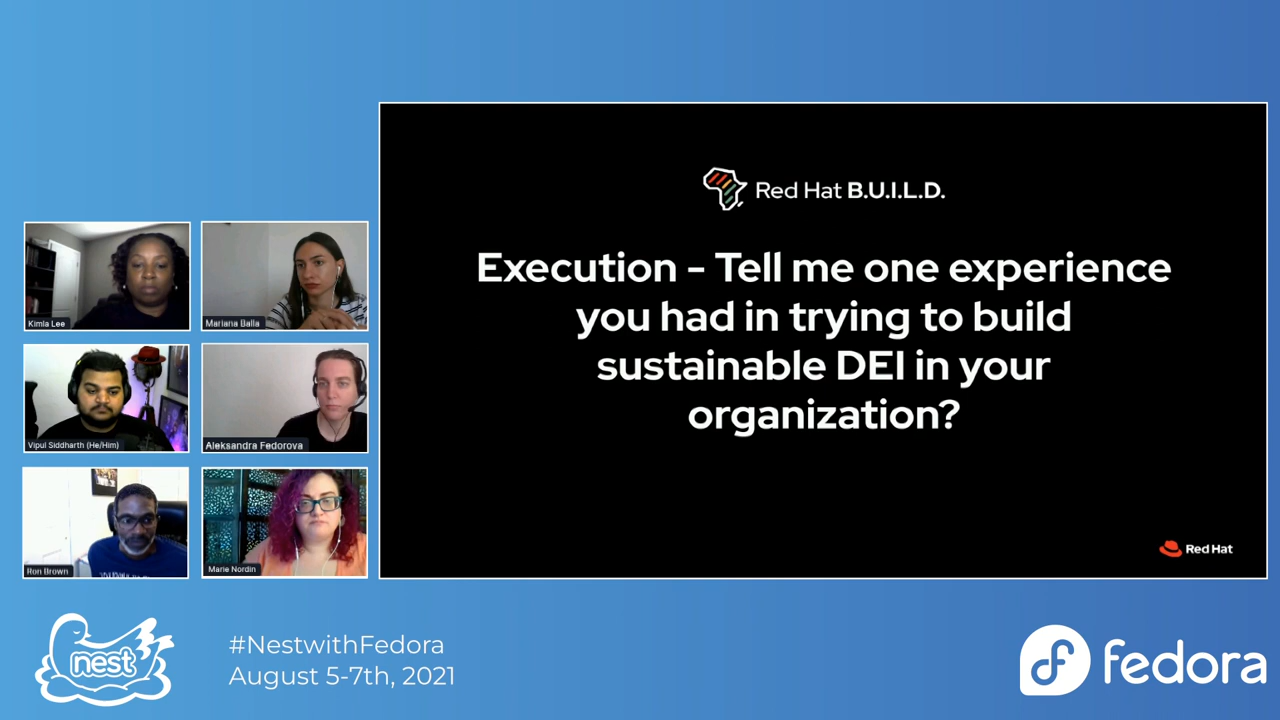 Red Hat B.U.I.L.D.
Execution - Tell me one experience
you had in trying to build
sustainable DEI in your
organization?
Red Hat
Kimla Lee
Mariana Balla
Vipul Siddharth (He/Him)
Aleksandra Fedorova
Ron Brown
Marie Nordin
nest
#NestwithFedora
August 5-7th, 2021
fedora